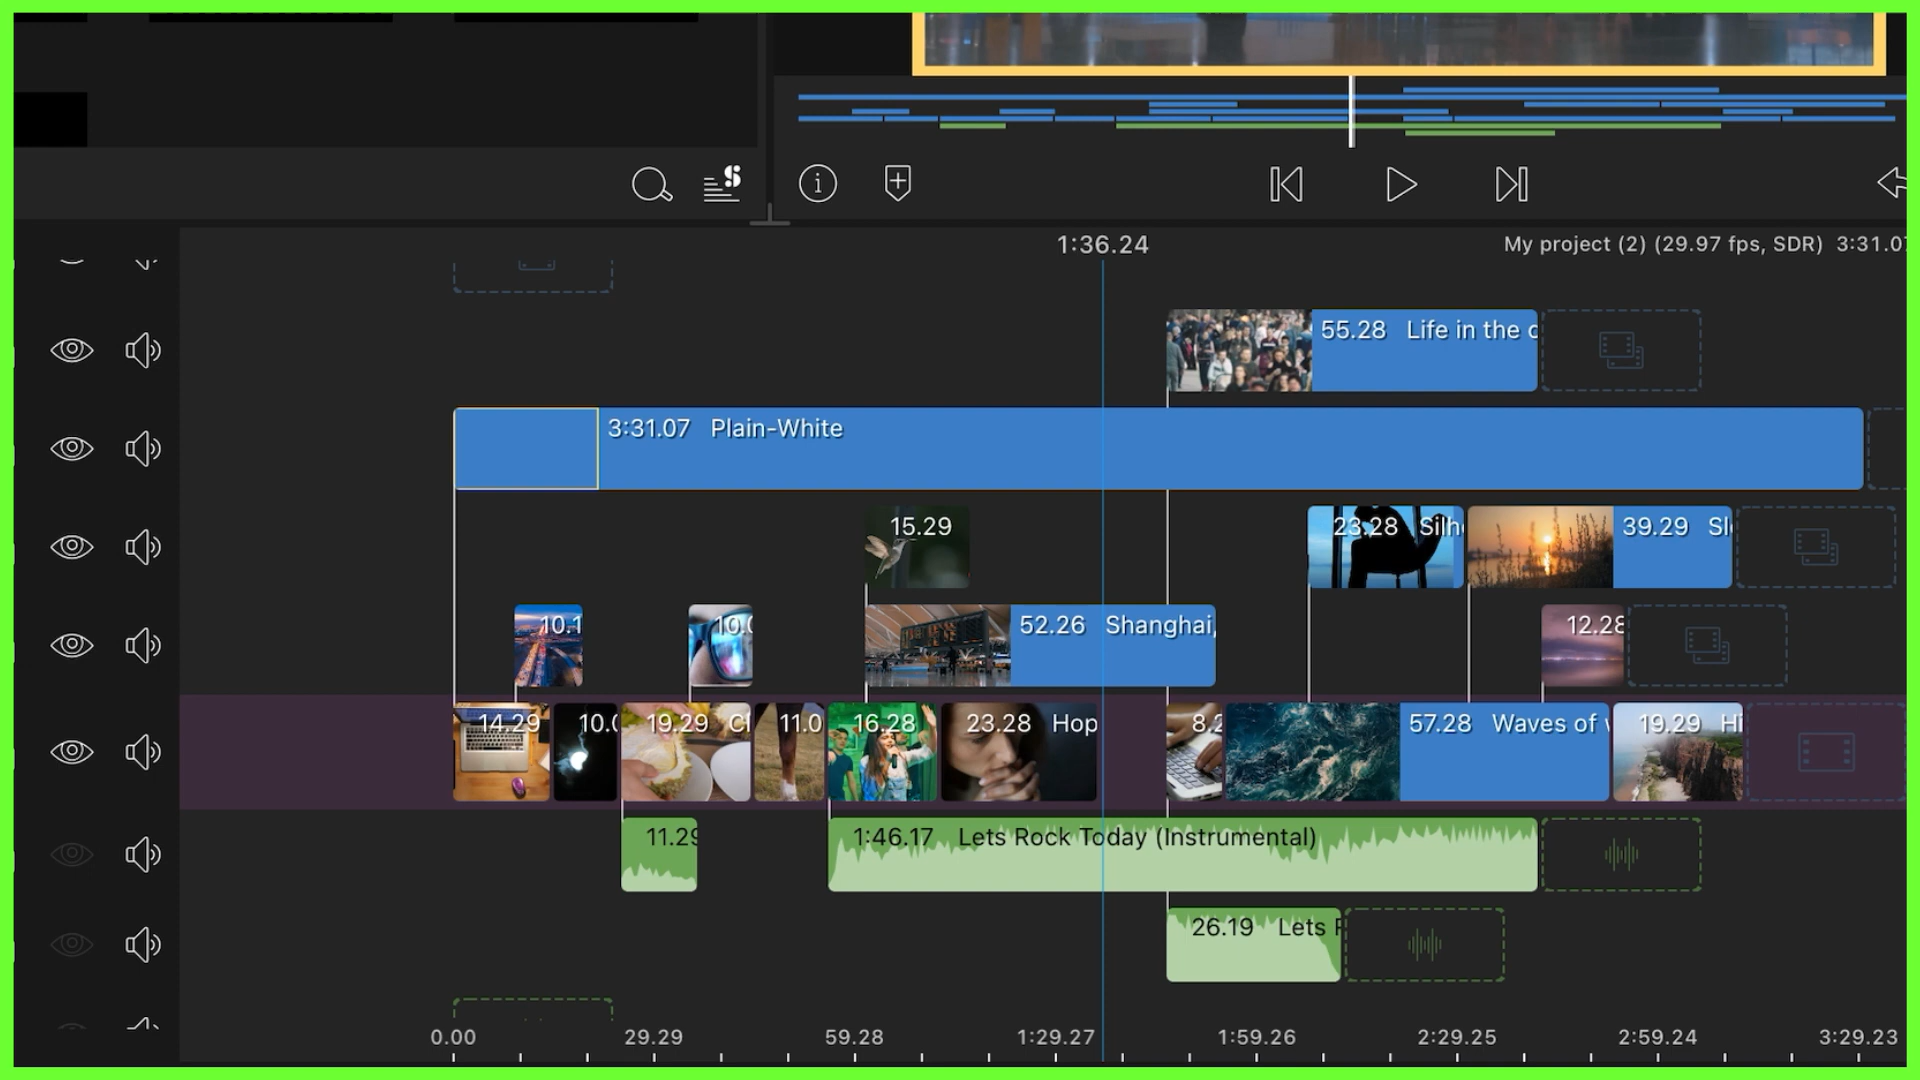 1:36.24
My project (2) (29.97 fps, SDR) 3:31.07
55.28 Life in the c
3:31.07 Plain-White
15.29
23.28 Silh
39.29 Sl
10.1
10.0
52.26 Shanghai,
12.28
14.29
10.0
19.29 Cl
11.0
16.28
23.28 Hop
8.2
57.28 Waves of w
19.29 Hi
11.29
1:46.17 Lets Rock Today (Instrumental)
26.19 Lets R
0.00
29.29
59.28
1:29.27
1:59.26
2:29.25
2:59.24
3:29.23